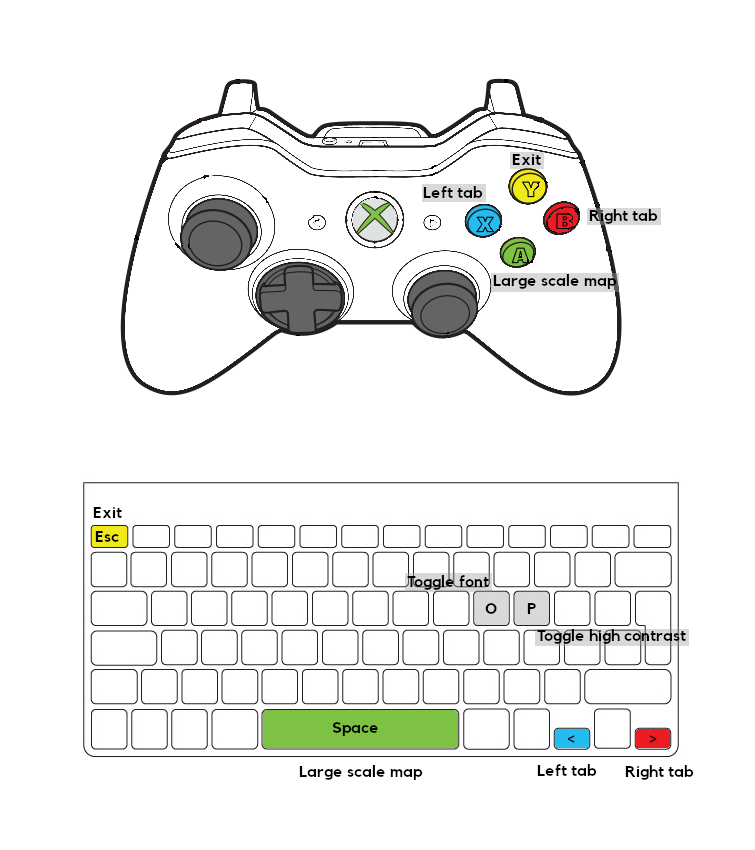 Exit
Y
Left tab
X
B
Right tab
A
Large scale map
Exit
Esc
Toggle font
O
P
Toggle high contrast
Space
<
>
Large scale map
Left tab
Right tab